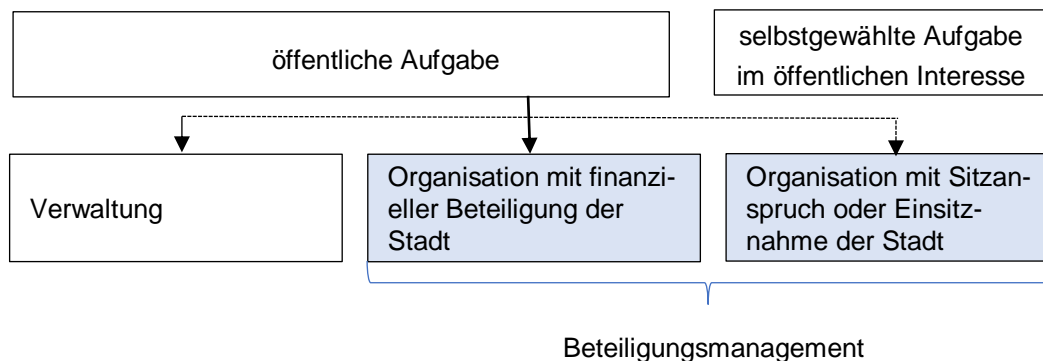 öffentliche Aufgabe
selbstgewählte Aufgabe
im öffentlichen Interesse
Verwaltung
Organisation mit finanzi-
eller Beteiligung der
Stadt
Organisation mit Sitzan-
spruch oder Einsitz-
nahme der Stadt
Beteiligungsmanagement